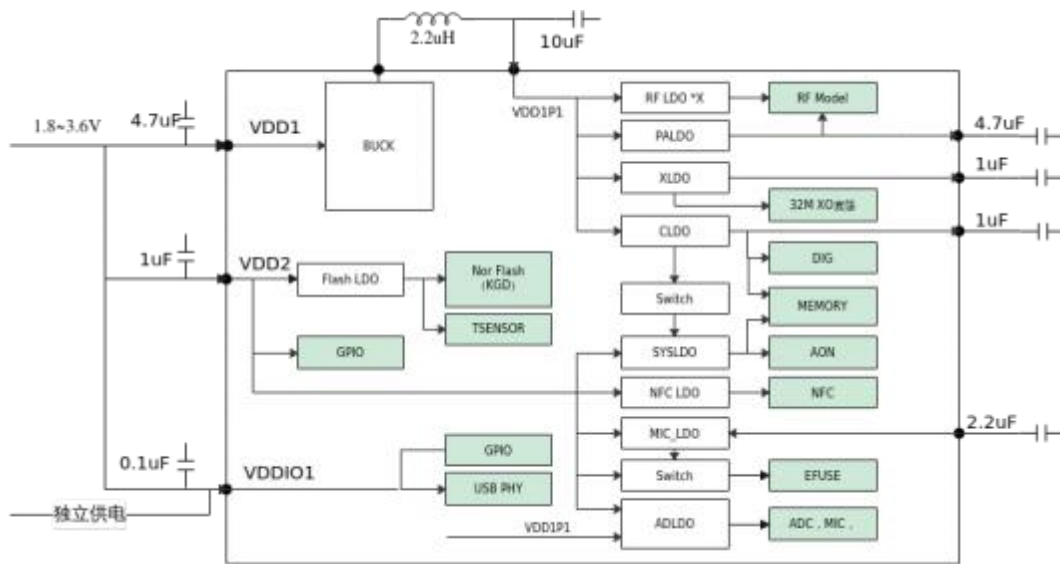 2.2uH
10uF
1.8~3.6V
4.7uF
VDD1
BUCK
VDD1P1
RF LDO *X
RF Model
PALDO
4.7uF
XLDO
1uF
32M XO
CLDO
1uF
1uF
VDD2
Flash LDO
Nor Flash
(KGD)
TSENSOR
GPIO
DIG
Switch
MEMORY
SYSLDO
AON
NFC LDO
NFC
MIC_LDO
2.2uF
0.1uF
VDDIO1
GPIO
USB PHY
Switch
EFUSE
独立供电
VDD1P1
ADLDO
ADC , MIC ,